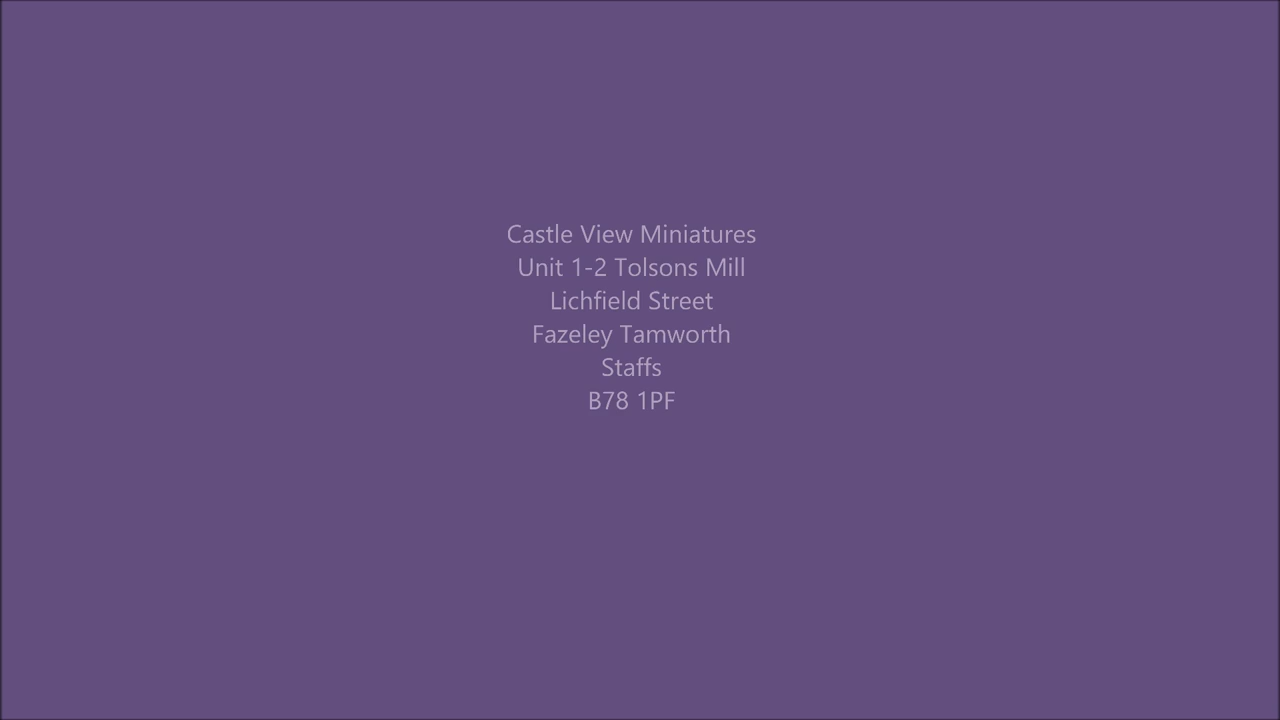 Castle View Miniatures
Unit 1-2 Tolsons Mill
Lichfield Street
Fazeley Tamworth
Staffs
B78 1PF